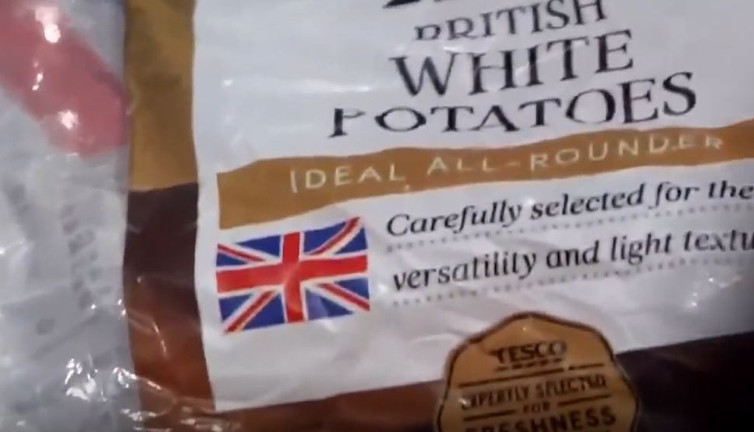 BRITISH
WHITE
POTATOES
IDEAL ALL-ROUNDER
Carefully selected for the
versatility and light textu
TESCO
EXPERTLY SELECTED
FOR
FRESHNESS